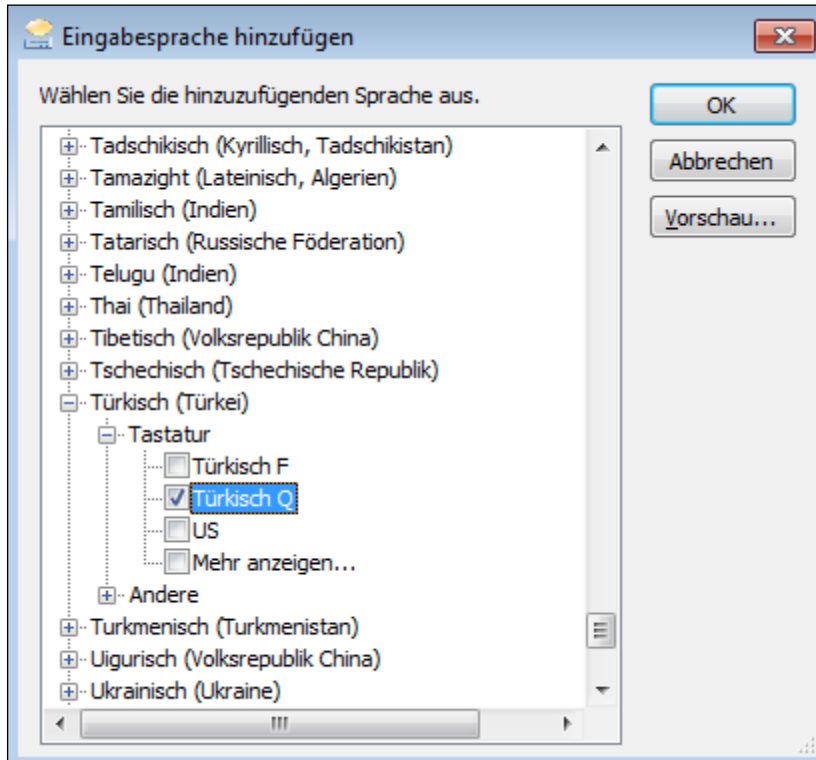 Eingabesprache hinzufügen
Wählen Sie die hinzuzufügenden Sprache aus.
OK
Abbrechen
Vorschau...
Tadschikisch (Kyrillisch, Tadschikistan)
Tamazight (Lateinisch, Algerien)
Tamilisch (Indien)
Tatarisch (Russische Föderation)
Telugu (Indien)
Thai (Thailand)
Tibetisch (Volksrepublik China)
Tschechisch (Tschechische Republik)
Türkisch (Türkei)
Tastatur
Türkisch F
Türkisch Q
US
Mehr anzeigen...
Andere
Turkmenisch (Turkmenistan)
Uigurisch (Volksrepublik China)
Ukrainisch (Ukraine)